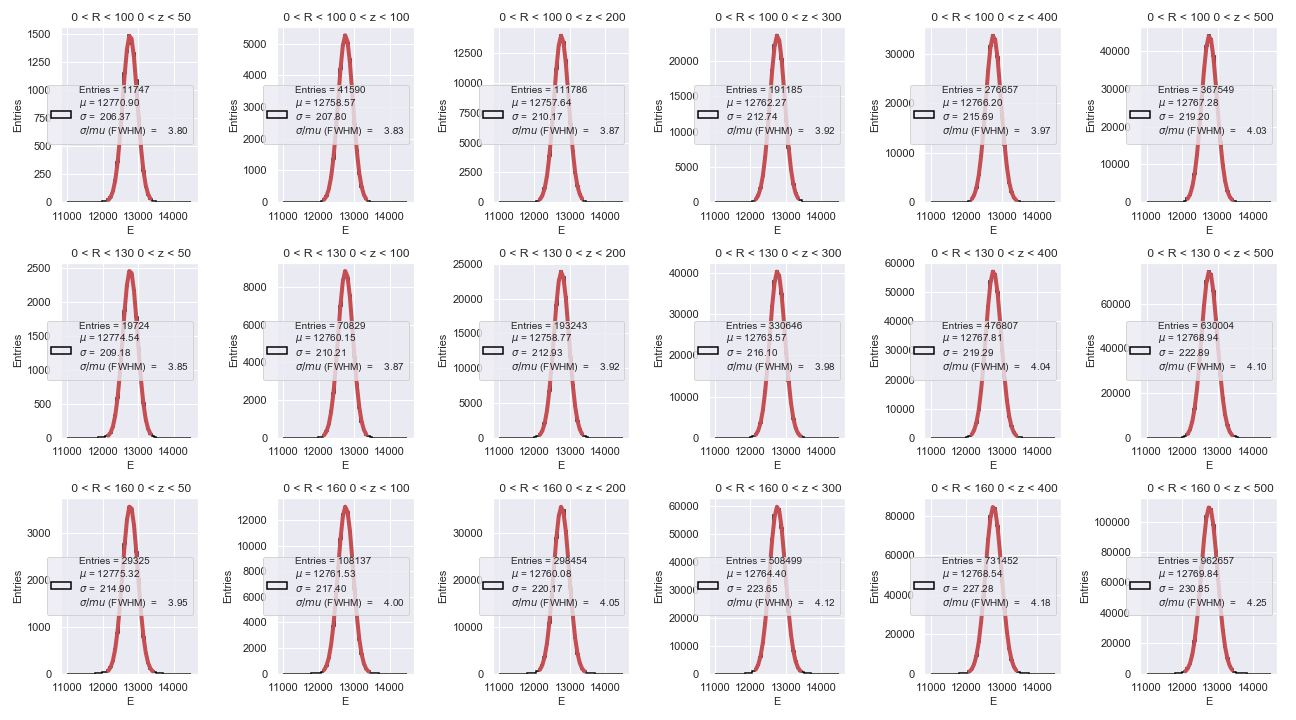 0 < R < 100 0 < z < 50
Entries
1500
1250
1000
750
500
250
0
Entries = 11747
μ = 12770.90
σ = 206.37
σ/mu (FWHM) = 3.80
11000 12000 13000 14000
E
0 < R < 100 0 < z < 100
Entries
5000
4000
3000
2000
1000
0
Entries = 41590
μ = 12758.57
σ = 207.80
σ/mu (FWHM) = 3.83
11000 12000 13000 14000
E
0 < R < 100 0 < z < 200
Entries
12500
10000
7500
5000
2500
0
Entries = 111786
μ = 12757.64
σ = 210.17
σ/mu (FWHM) = 3.87
11000 12000 13000 14000
E
0 < R < 100 0 < z < 300
Entries
20000
15000
10000
5000
0
Entries = 191185
μ = 12762.27
σ = 212.74
σ/mu (FWHM) = 3.92
11000 12000 13000 14000
E
0 < R < 100 0 < z < 400
Entries
30000
20000
10000
0
Entries = 276657
μ = 12766.20
σ = 215.69
σ/mu (FWHM) = 3.97
11000 12000 13000 14000
E
0 < R < 100 0 < z < 500
Entries
40000
30000
20000
10000
0
Entries = 367549
μ = 12767.28
σ = 219.20
σ/mu (FWHM) = 4.03
11000 12000 13000 14000
E
0 < R < 130 0 < z < 50
Entries
2500
2000
1500
1000
500
0
Entries = 19724
μ = 12774.54
σ = 209.18
σ/mu (FWHM) = 3.85
11000 12000 13000 14000
E
0 < R < 130 0 < z < 100
Entries
8000
6000
4000
2000
0
Entries = 70829
μ = 12760.15
σ = 210.21
σ/mu (FWHM) = 3.87
11000 12000 13000 14000
E
0 < R < 130 0 < z < 200
Entries
25000
20000
15000
10000
5000
0
Entries = 193243
μ = 12758.77
σ = 212.93
σ/mu (FWHM) = 3.92
11000 12000 13000 14000
E
0 < R < 130 0 < z < 300
Entries
40000
30000
20000
10000
0
Entries = 330646
μ = 12763.57
σ = 216.10
σ/mu (FWHM) = 3.98
11000 12000 13000 14000
E
0 < R < 130 0 < z < 400
Entries
60000
50000
40000
30000
20000
10000
0
Entries = 476807
μ = 12767.81
σ = 219.29
σ/mu (FWHM) = 4.04
11000 12000 13000 14000
E
0 < R < 130 0 < z < 500
Entries
60000
40000
20000
0
Entries = 630004
μ = 12768.94
σ = 222.89
σ/mu (FWHM) = 4.10
11000 12000 13000 14000
E
0 < R < 160 0 < z < 50
Entries
3000
2000
1000
0
Entries = 29325
μ = 12775.32
σ = 214.90
σ/mu (FWHM) = 3.95
11000 12000 13000 14000
E
0 < R < 160 0 < z < 100
Entries
12000
10000
8000
6000
4000
2000
0
Entries = 108137
μ = 12761.53
σ = 217.40
σ/mu (FWHM) = 4.00
11000 12000 13000 14000
E
0 < R < 160 0 < z < 200
Entries
30000
20000
10000
0
Entries = 298454
μ = 12760.08
σ = 220.17
σ/mu (FWHM) = 4.05
11000 12000 13000 14000
E
0 < R < 160 0 < z < 300
Entries
60000
50000
40000
30000
20000
10000
0
Entries = 508499
μ = 12764.40
σ = 223.65
σ/mu (FWHM) = 4.12
11000 12000 13000 14000
E
0 < R < 160 0 < z < 400
Entries
80000
60000
40000
20000
0
Entries = 731452
μ = 12768.54
σ = 227.28
σ/mu (FWHM) = 4.18
11000 12000 13000 14000
E
0 < R < 160 0 < z < 500
Entries
100000
80000
60000
40000
20000
0
Entries = 962657
μ = 12769.84
σ = 230.85
σ/mu (FWHM) = 4.25
11000 12000 13000 14000
E